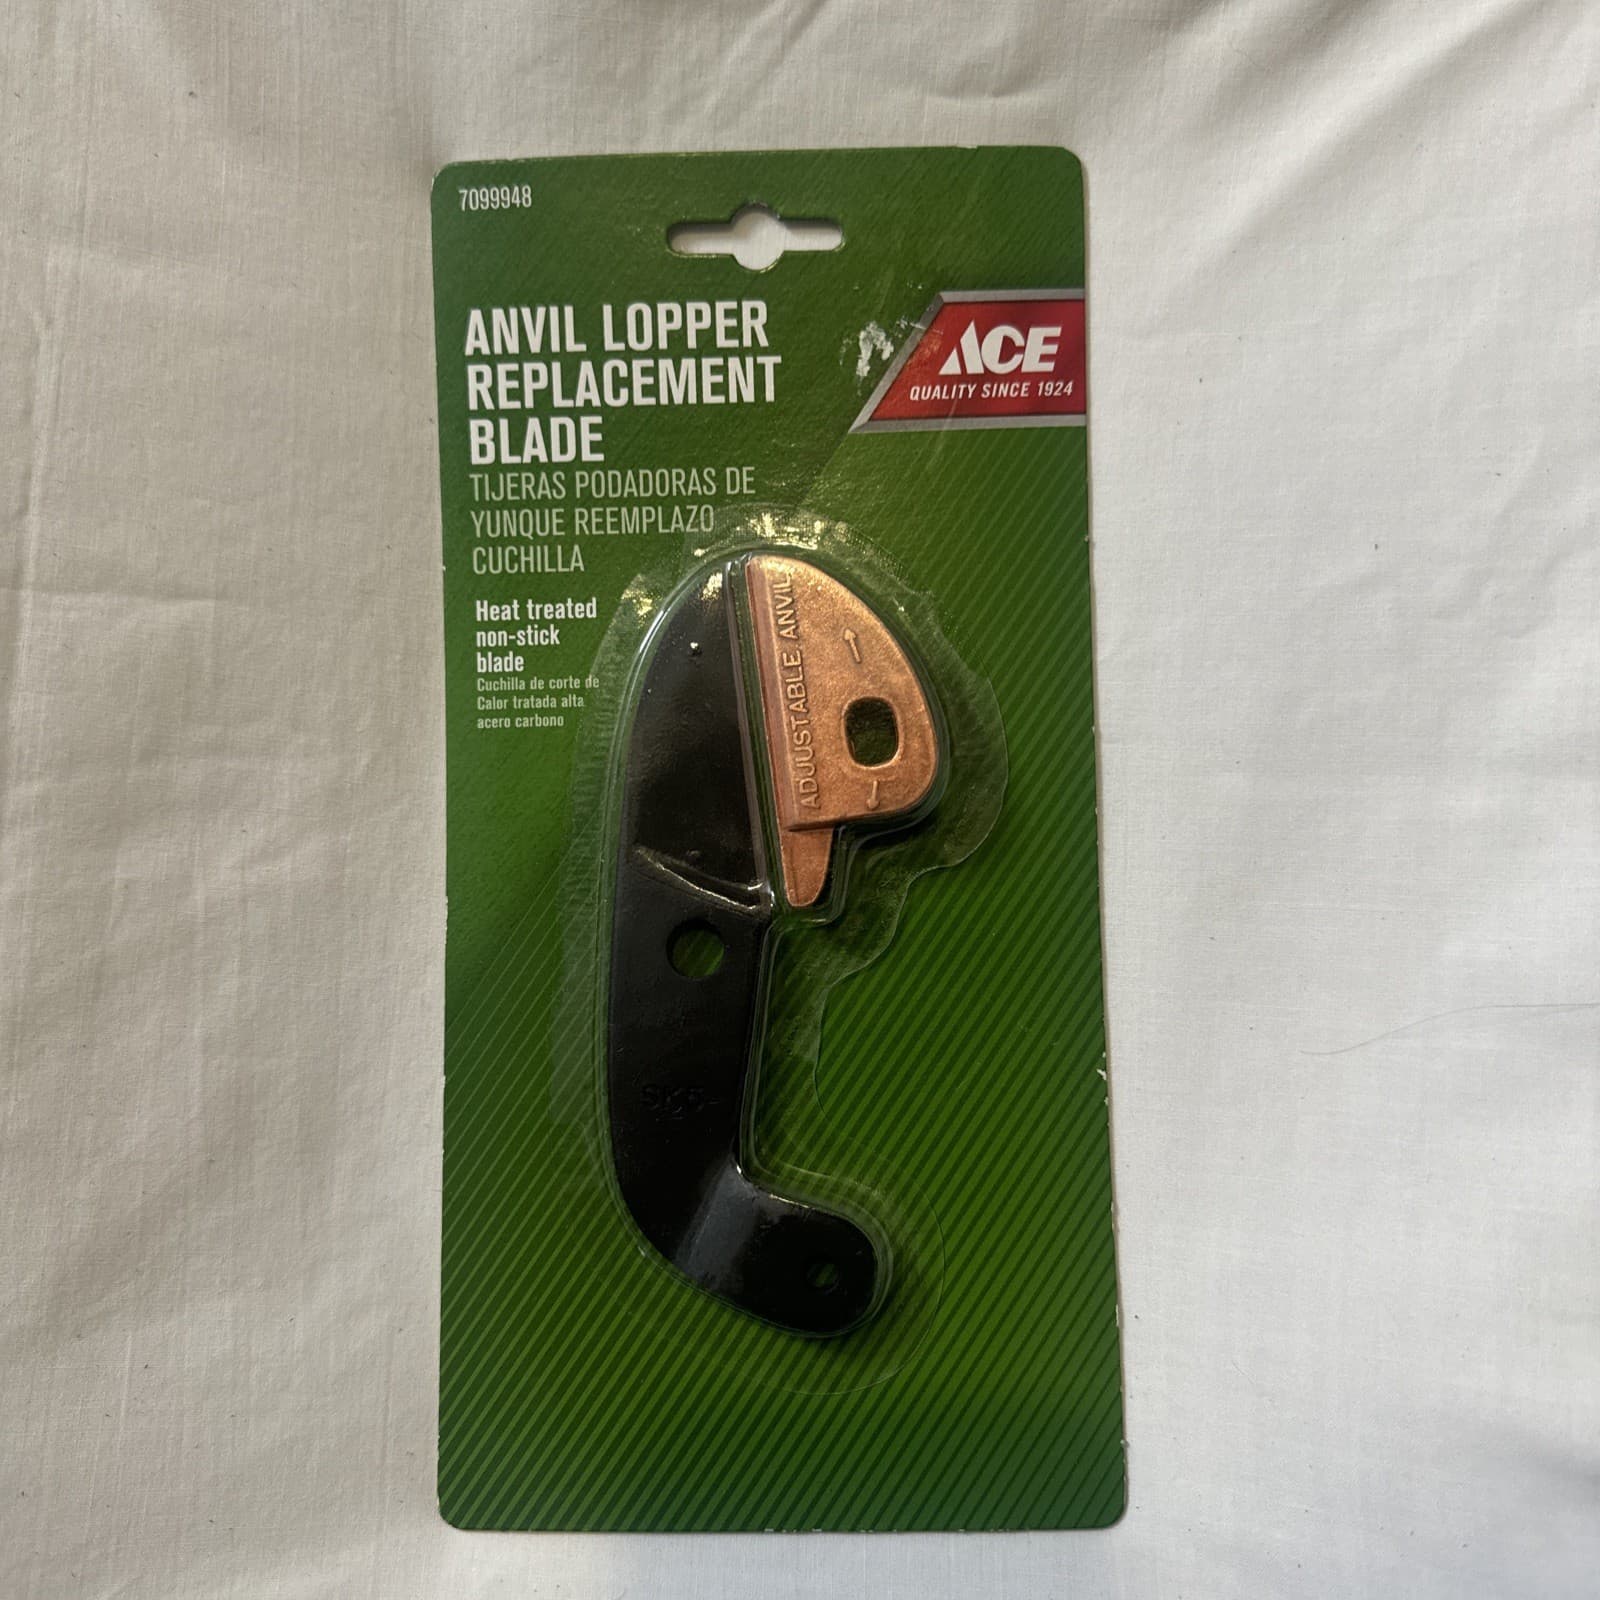 7099948
ANVIL LOPPER
REPLACEMENT
BLADE
TIJERAS PODADORAS DE
YUNQUE REEMPLAZO
CUCHILLA
Heat treated
non-stick
blade
Cuchilla de corte de
Calor tratada alta
acero carbono
ACE
QUALITY SINCE 1924
ADJUSTABLE ANVIL
SK5